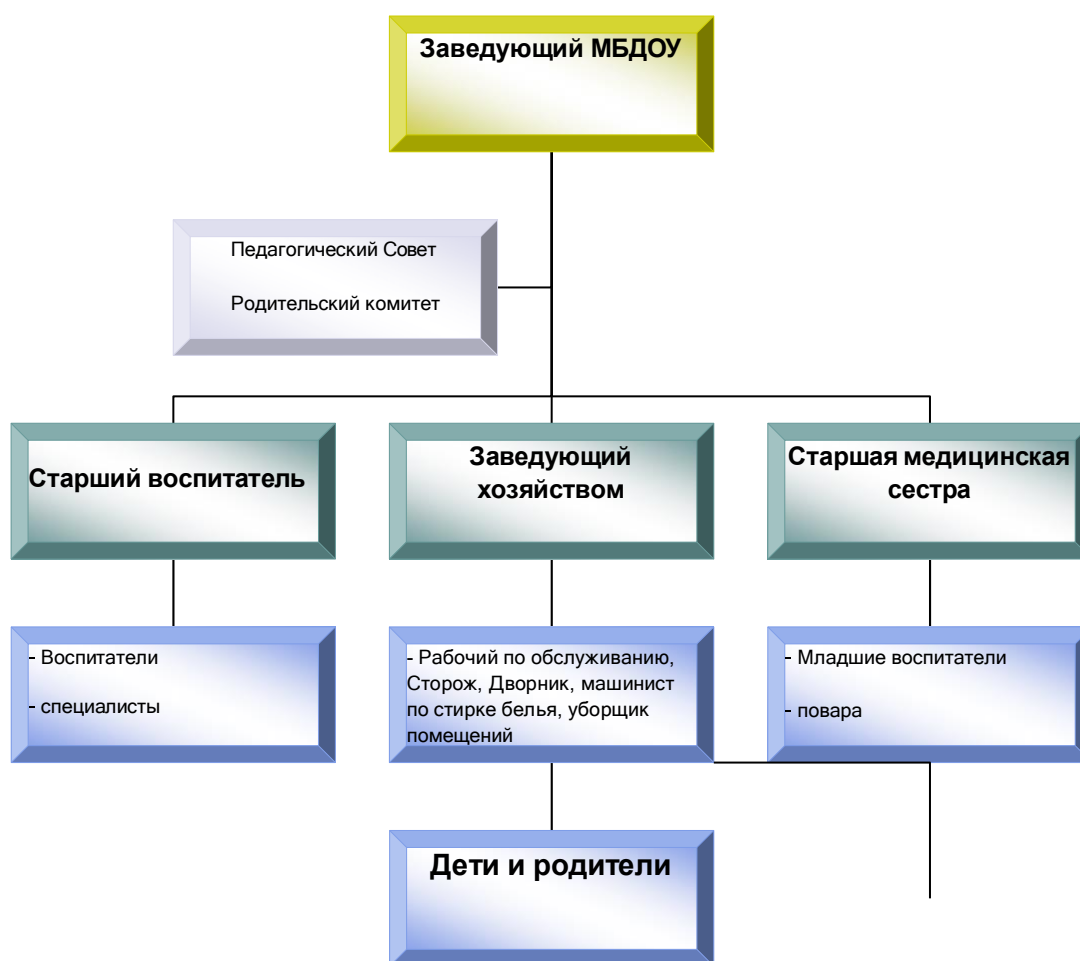 Заведующий МБДОУ
Педагогический Совет
Родительский комитет
Старший воспитатель
Заведующий
хозяйством
Старшая медицинская
сестра
- Воспитатели
- специалисты
- Рабочий по обслуживанию,
Сторож, Дворник, машинист
по стирке белья, уборщик
помещений
- Младшие воспитатели
- повара
Дети и родители